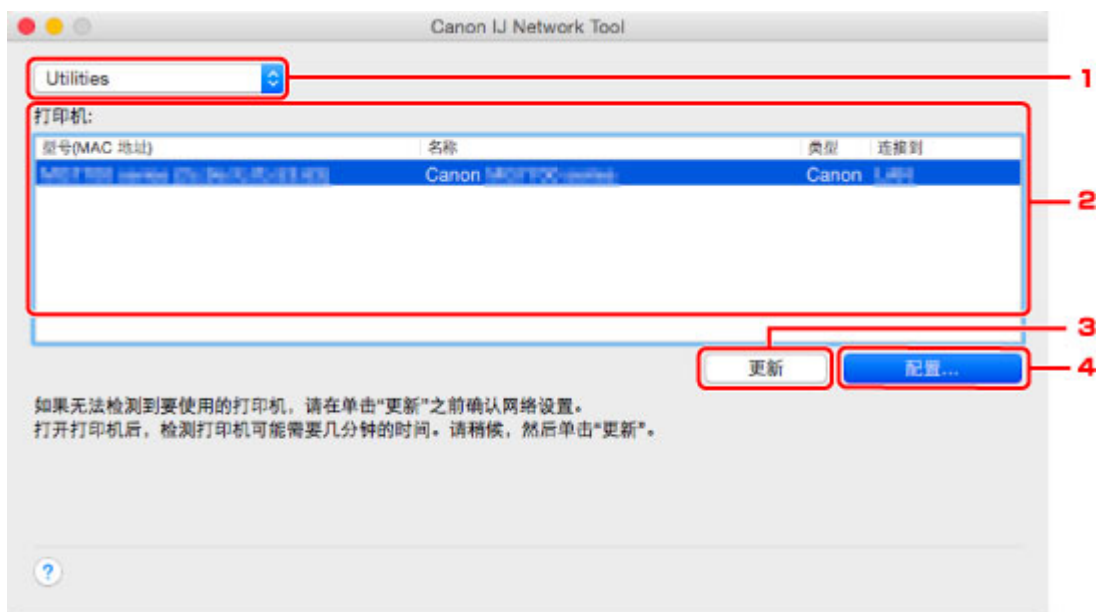 Canon IJ Network Tool
Utilities
1
打印机:
型号(MAC 地址) 名称 类型 连接到
Canon Canon
2
3
更新 配置... 4
如果无法检测到要使用的打印机，请在单击“更新”之前确认网络设置。
打开打印机后，检测打印机可能需要几分钟的时间。请稍候，然后单击“更新”。
?